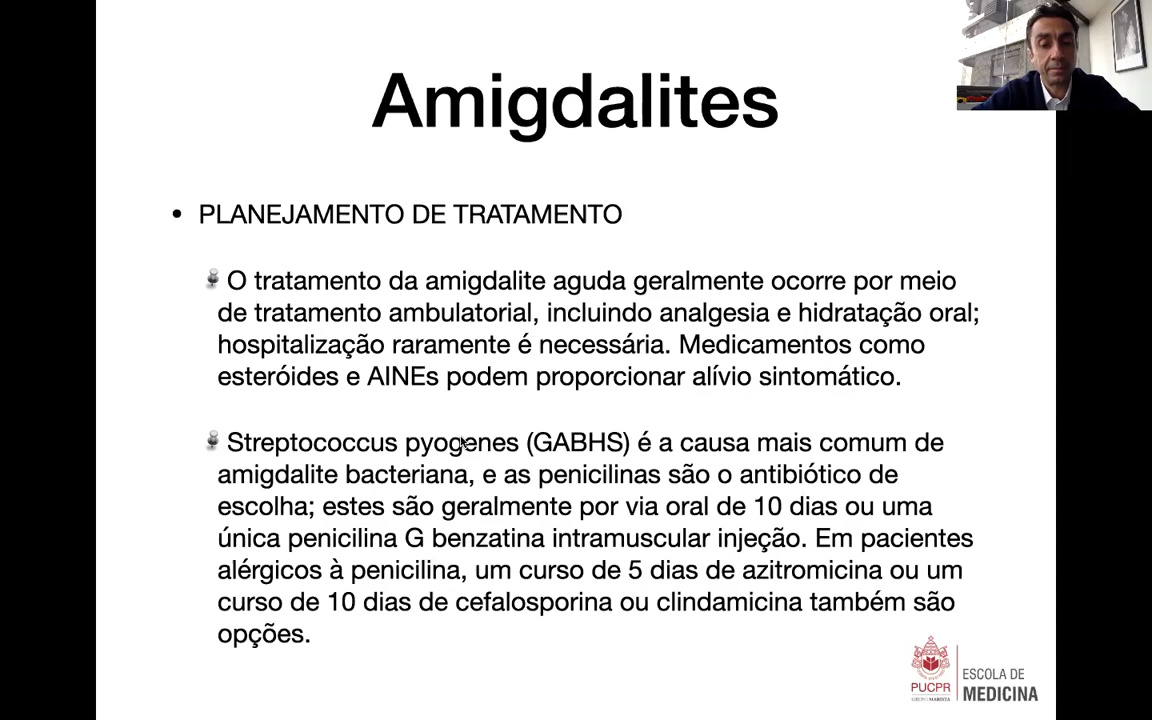 Amigdalites
• PLANEJAMENTO DE TRATAMENTO
O tratamento da amigdalite aguda geralmente ocorre por meio
de tratamento ambulatorial, incluindo analgesia e hidratação oral;
hospitalização raramente é necessária. Medicamentos como
esteróides e AINEs podem proporcionar alívio sintomático.
Streptococcus pyogenes (GABHS) é a causa mais comum de
amigdalite bacteriana, e as penicilinas são o antibiótico de
escolha; estes são geralmente por via oral de 10 dias ou uma
única penicilina G benzatina intramuscular injeção. Em pacientes
alérgicos à penicilina, um curso de 5 dias de azitromicina ou um
curso de 10 dias de cefalosporina ou clindamicina também são
opções.
PUCPR
GRUPO MARISTA
ESCOLA DE
MEDICINA